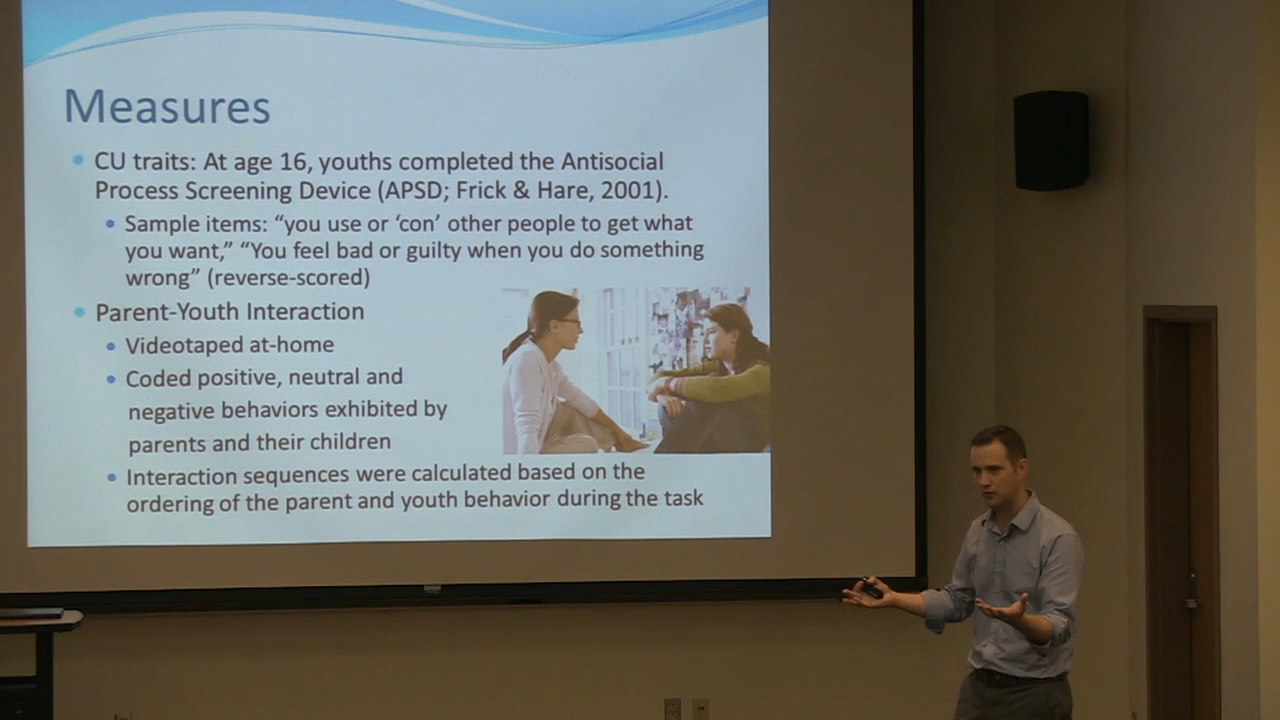 Measures
CU traits: At age 16, youths completed the Antisocial
Process Screening Device (APSD; Frick & Hare, 2001).
Sample items: “you use or ‘con’ other people to get what
you want,” “You feel bad or guilty when you do something
wrong” (reverse-scored)
Parent-Youth Interaction
Videotaped at-home
Coded positive, neutral and
negative behaviors exhibited by
parents and their children
Interaction sequences were calculated based on the
ordering of the parent and youth behavior during the task